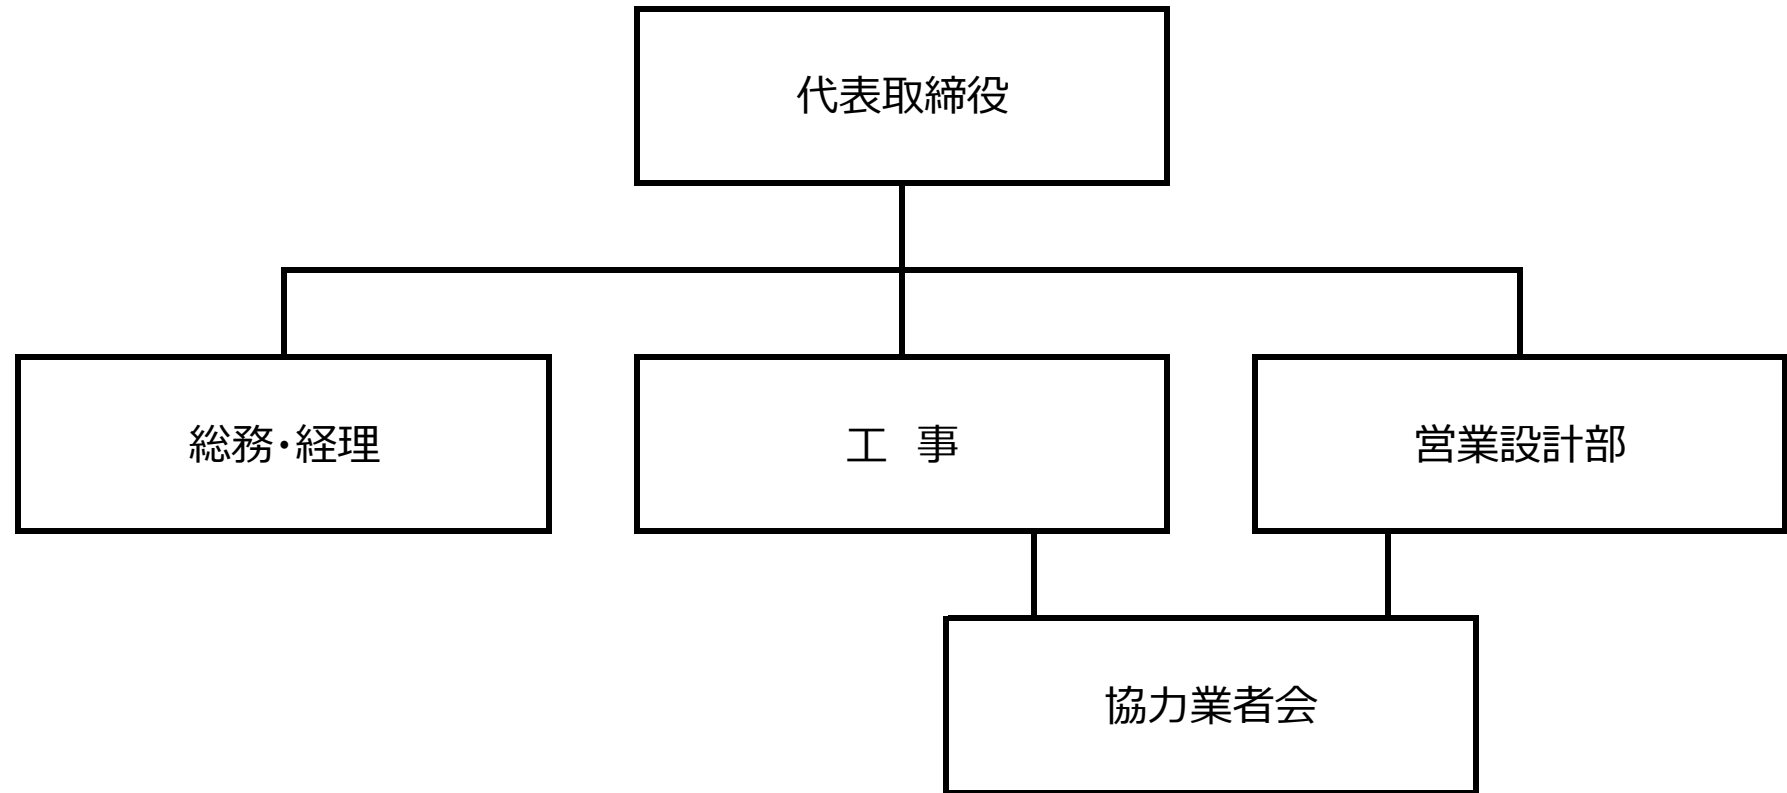 代表取締役
総務・経理
工 事
営業設計部
協力業者会